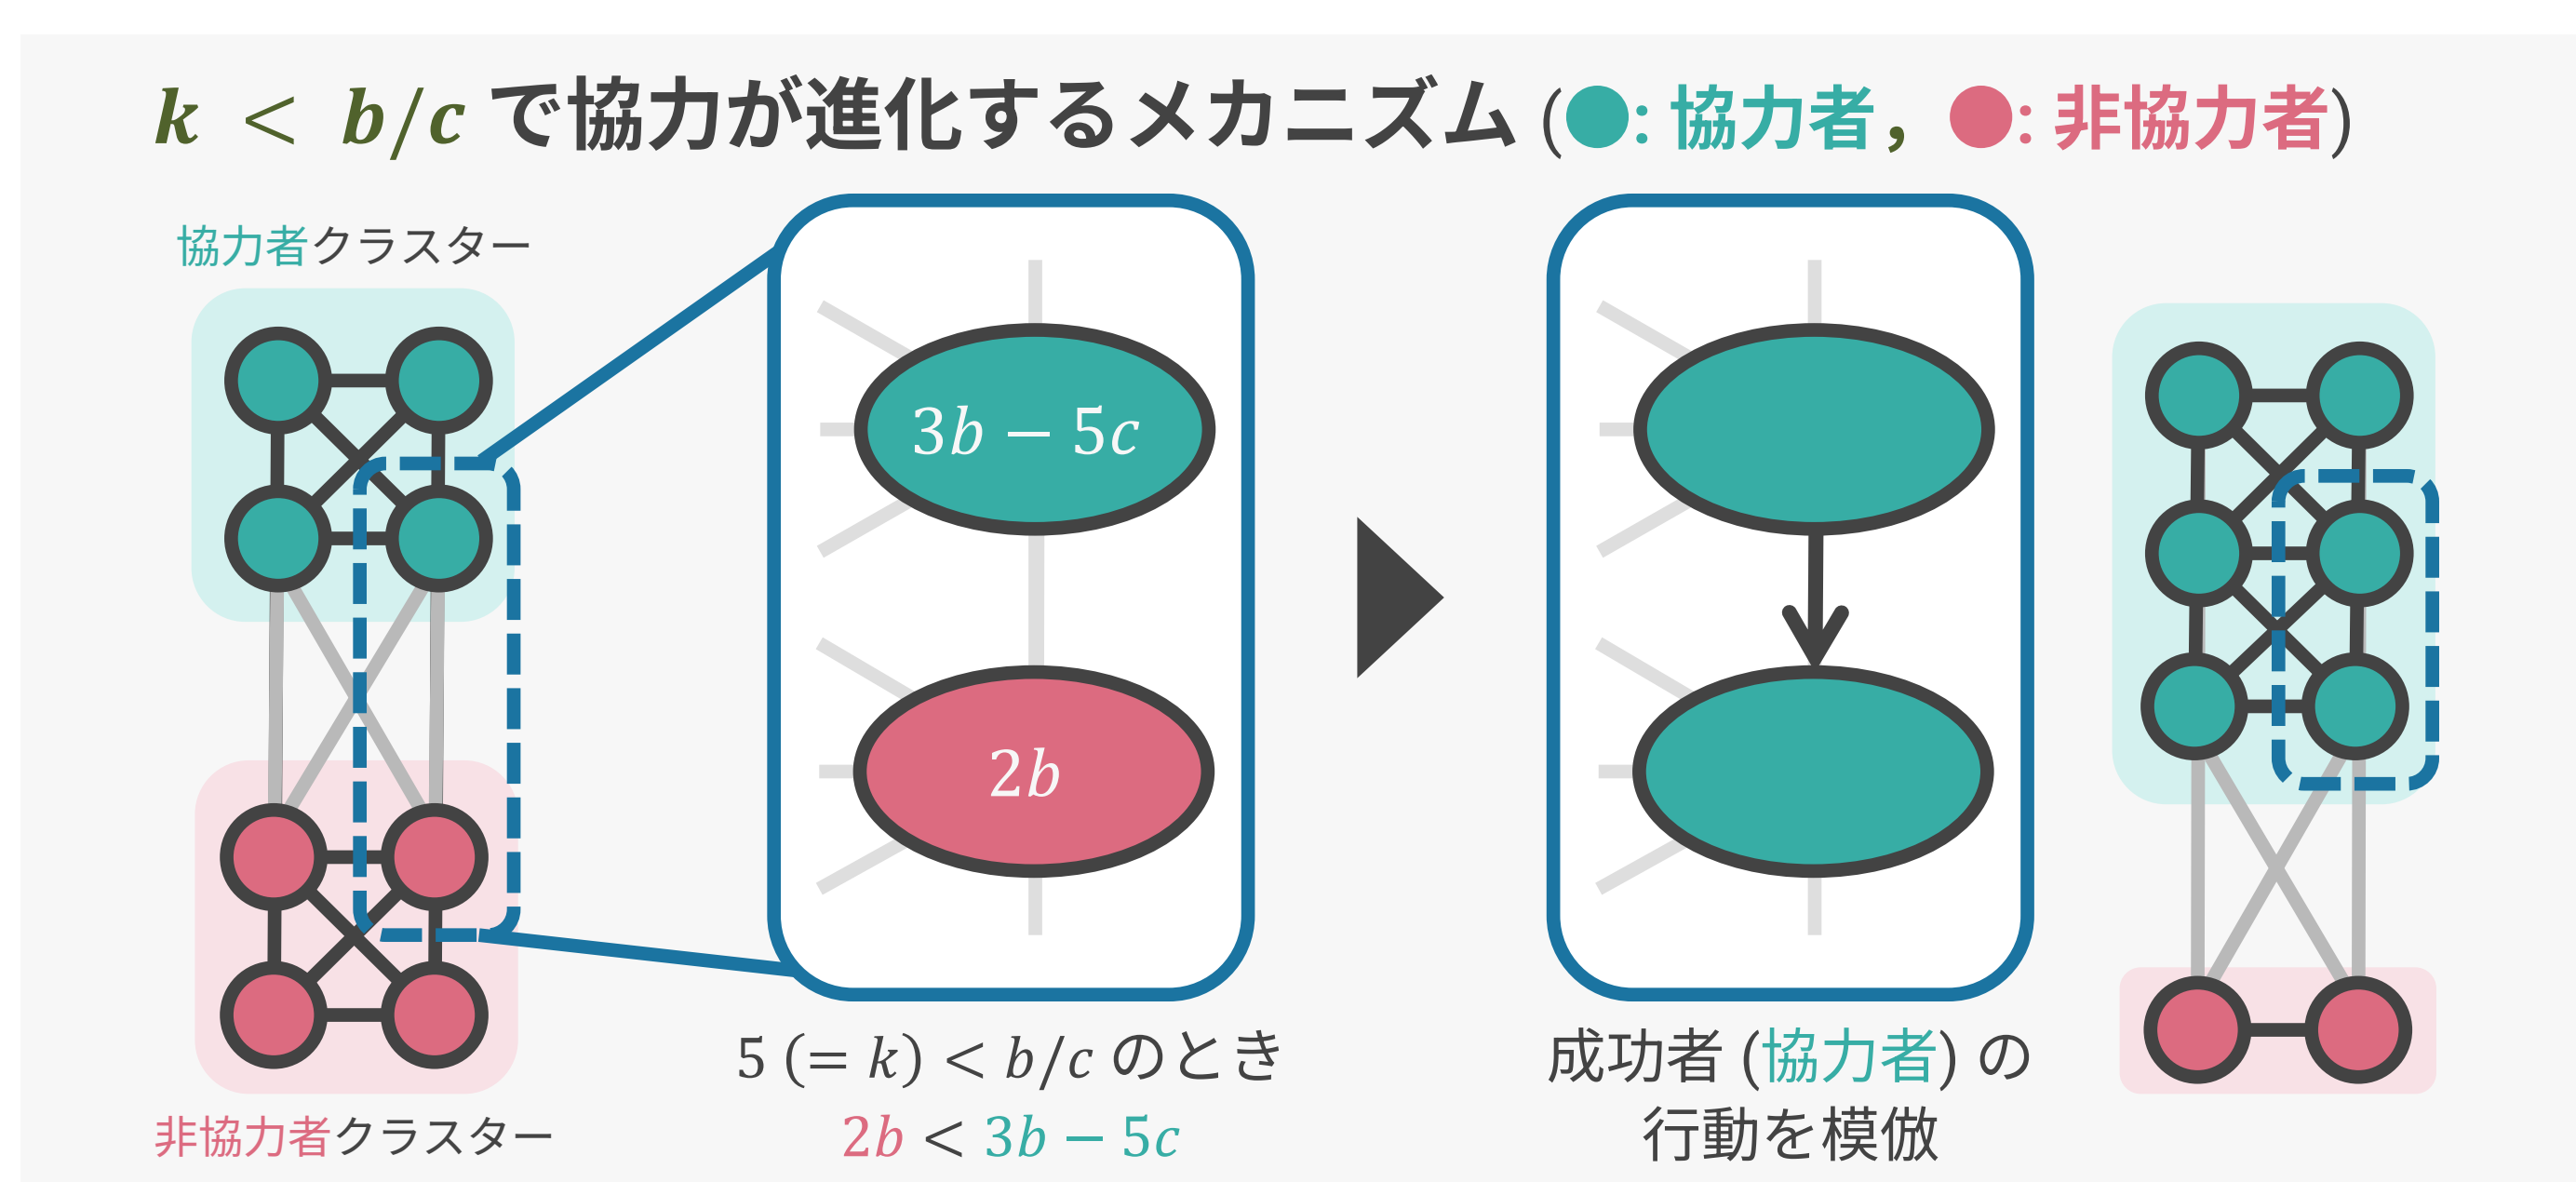 k < b/c で協力が進化するメカニズム (●: 協力者, ●: 非協力者)
協力者クラスター
3b − 5c
2b
5 (= k) < b/c のとき
2b < 3b − 5c
成功者 (協力者) の
行動を模倣
非協力者クラスター